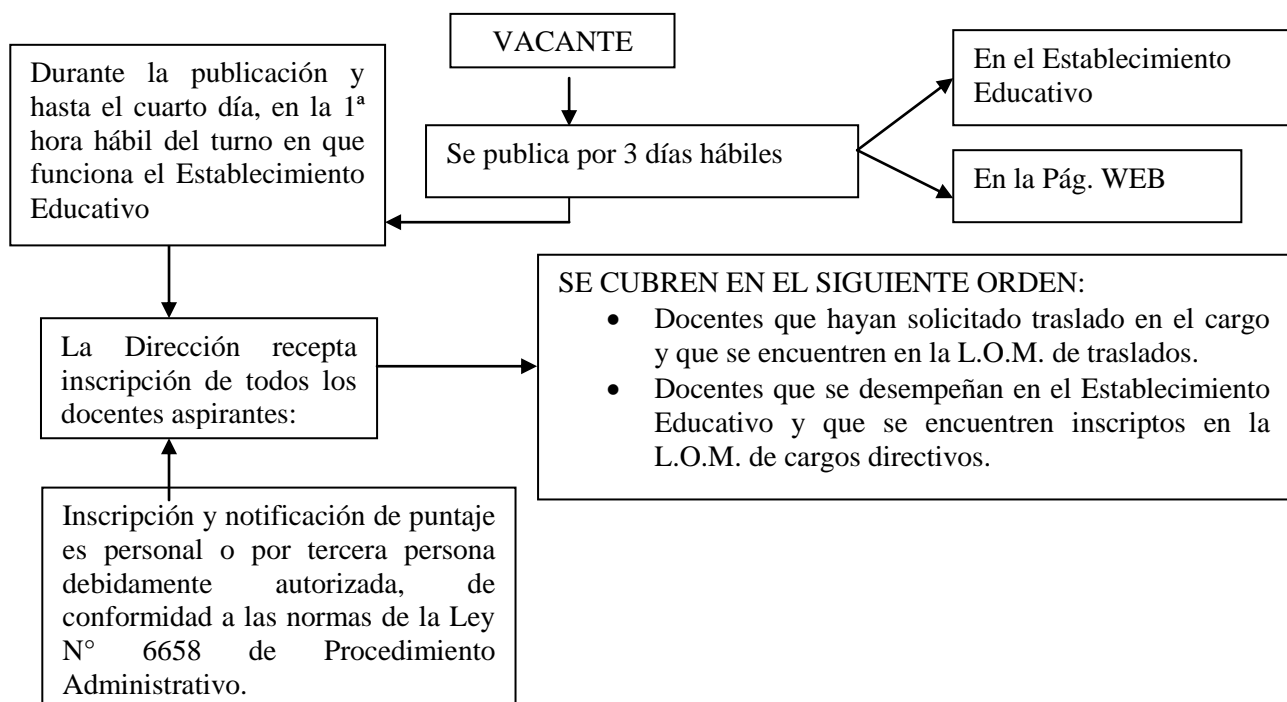 VACANTE
Durante la publicación y
hasta el cuarto día, en la 1ª
hora hábil del turno en que
funciona el Establecimiento
Educativo
Se publica por 3 días hábiles
En el Establecimiento
Educativo
En la Pág. WEB
La Dirección recepta
inscripción de todos los
docentes aspirantes:
SE CUBREN EN EL SIGUIENTE ORDEN:
• Docentes que hayan solicitado traslado en el cargo
y que se encuentren en la L.O.M. de traslados.
• Docentes que se desempeñan en el Establecimiento
Educativo y que se encuentren inscriptos en la
L.O.M. de cargos directivos.
Inscripción y notificación de puntaje
es personal o por tercera persona
debidamente autorizada, de
conformidad a las normas de la Ley
N° 6658 de Procedimiento
Administrativo.